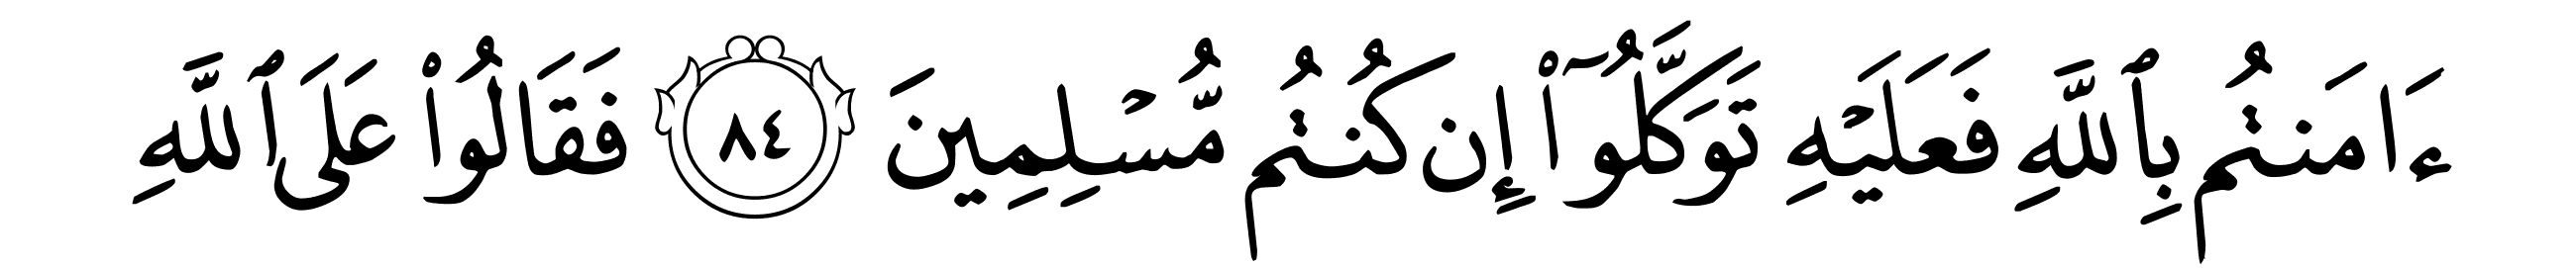 ءَامَنتُم بِٱللَّهِ فَعَلَيْهِ تَوَكَّلُوٓا۟ إِن كُنتُم مُّسْلِمِينَ ٨٤ فَقَالُوا۟ عَلَى ٱللَّهِ